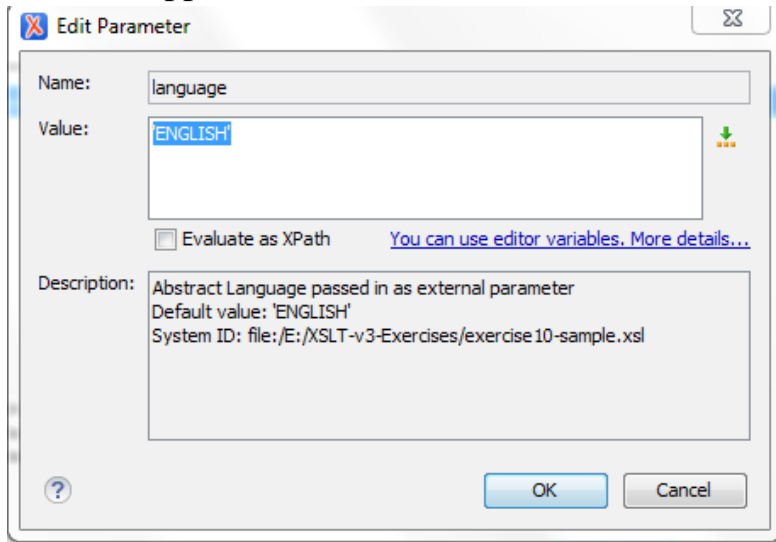 Edit Parameter
Name:
language
Value:
'ENGLISH'
Evaluate as XPath
You can use editor variables. More details...
Description:
Abstract Language passed in as external parameter
Default value: 'ENGLISH'
System ID: file:/E:/XSLT-v3-Exercises/exercise10-sample.xsl
?
OK
Cancel